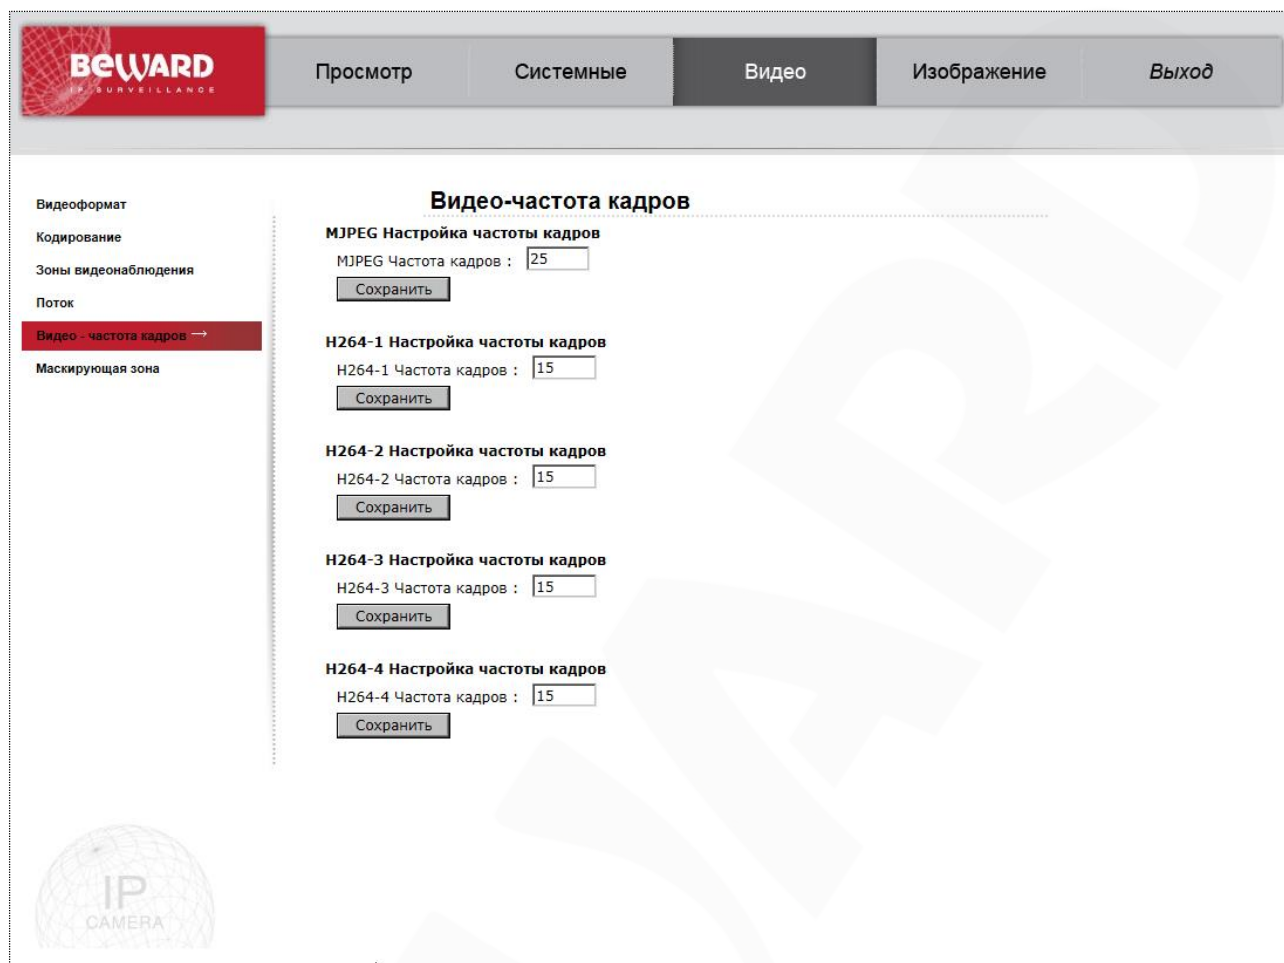 BEWARD
IP SURVEILLANCE
Просмотр
Системные
Видео
Изображение
Выход
Видеоформат
Кодирование
Зоны видеонаблюдения
Поток
Видео - частота кадров →
Маскирующая зона
Видео-частота кадров
MJPEG Настройка частоты кадров
MJPEG Частота кадров : 25
Сохранить
H264-1 Настройка частоты кадров
H264-1 Частота кадров : 15
Сохранить
H264-2 Настройка частоты кадров
H264-2 Частота кадров : 15
Сохранить
H264-3 Настройка частоты кадров
H264-3 Частота кадров : 15
Сохранить
H264-4 Настройка частоты кадров
H264-4 Частота кадров : 15
Сохранить
IP
CAMERA